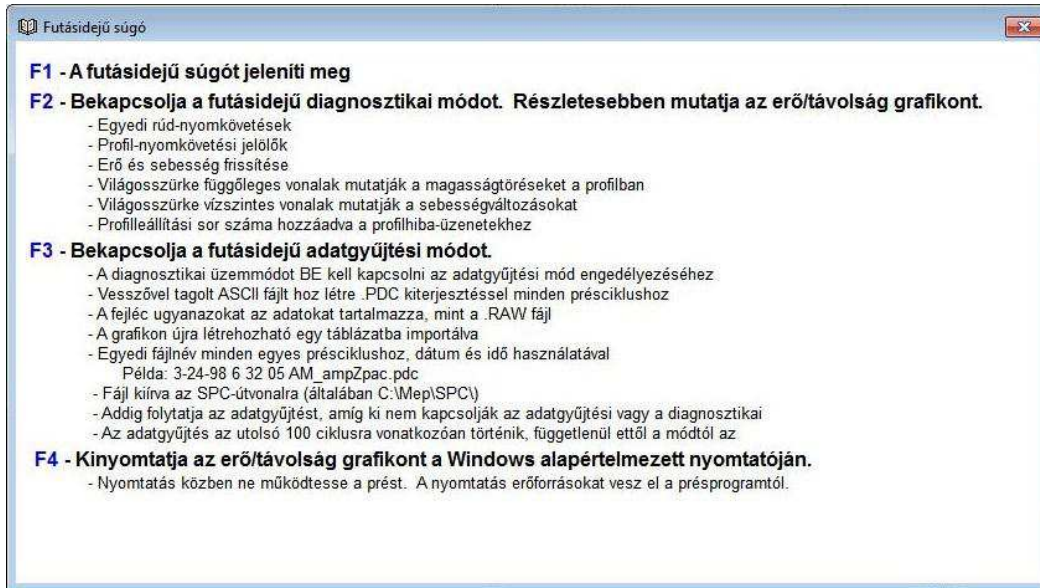 Futásidejű súgó
F1 - A futásidejű súgót jeleníti meg
F2 - Bekapcsolja a futásidejű diagnosztikai módot. Részletesebben mutatja az erő/távolság grafikont.
- Egyedi rúd-nyomkövetések
- Profil-nyomkövetési jelölők
- Erő és sebesség frissítése
- Világosszürke függőleges vonalak mutatják a magasságtöréseket a profilban
- Világosszürke vízszintes vonalak mutatják a sebességváltozásokat
- Profilleállítási sor száma hozzáadva a profilhiba-üzenetekhez
F3 - Bekapcsolja a futásidejű adatgyűjtési módot.
- A diagnosztikai üzemmódot BE kell kapcsolni az adatgyűjtési mód engedélyezéséhez
- Vesszővel tagolt ASCII fájlt hoz létre .PDC kiterjesztéssel minden présciklushoz
- A fejléc ugyanazokat az adatokat tartalmazza, mint a .RAW fájl
- A grafikon újra létrehozható egy táblázatba importálva
- Egyedi fájlnév minden egyes présciklushoz, dátum és idő használatával
Példa: 3-24-98 6 32 05 AM_ampZpac.pdc
- Fájl kiírva az SPC-útvonalra (általában C:\Mep\SPC\)
- Addig folytatja az adatgyűjtést, amíg ki nem kapcsolják az adatgyűjtési vagy a diagnosztikai
- Az adatgyűjtés az utolsó 100 ciklusra vonatkozóan történik, függetlenül ettől a módtól az
F4 - Kinyomtatja az erő/távolság grafikont a Windows alapértelmezett nyomtatóján.
- Nyomtatás közben ne működtesse a prést. A nyomtatás erőforrásokat vesz el a présprogramtól.